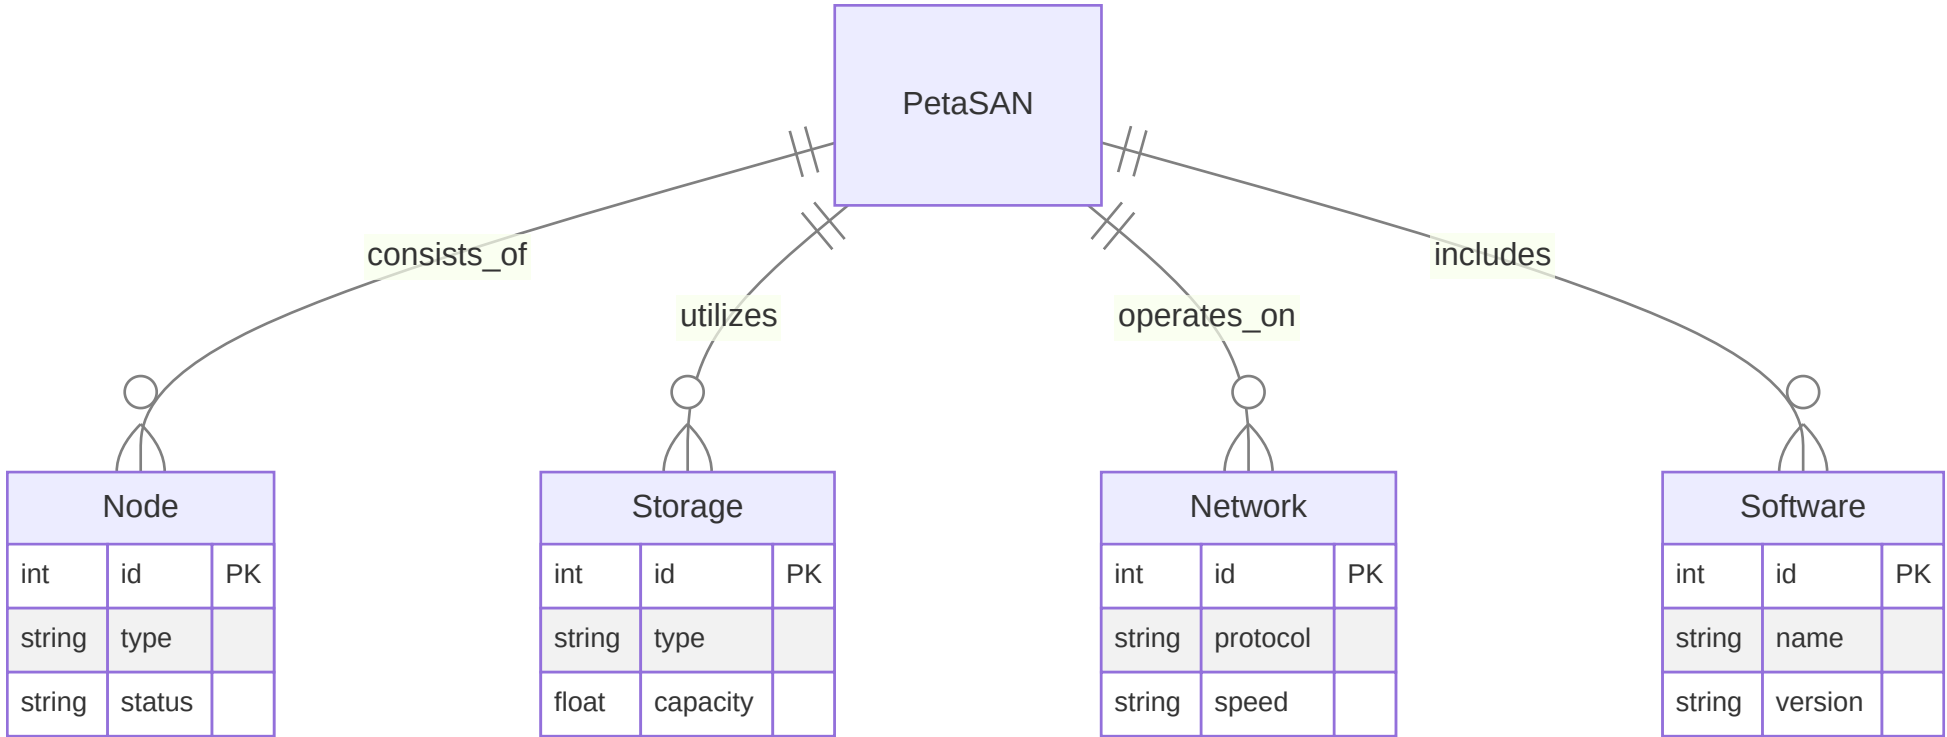 PetaSAN
consists_of
includes
utilizes
operates_on
Node
int id PK
string type
string status
Storage
int id PK
string type
float capacity
Network
int id PK
string protocol
string speed
Software
int id PK
string name
string version